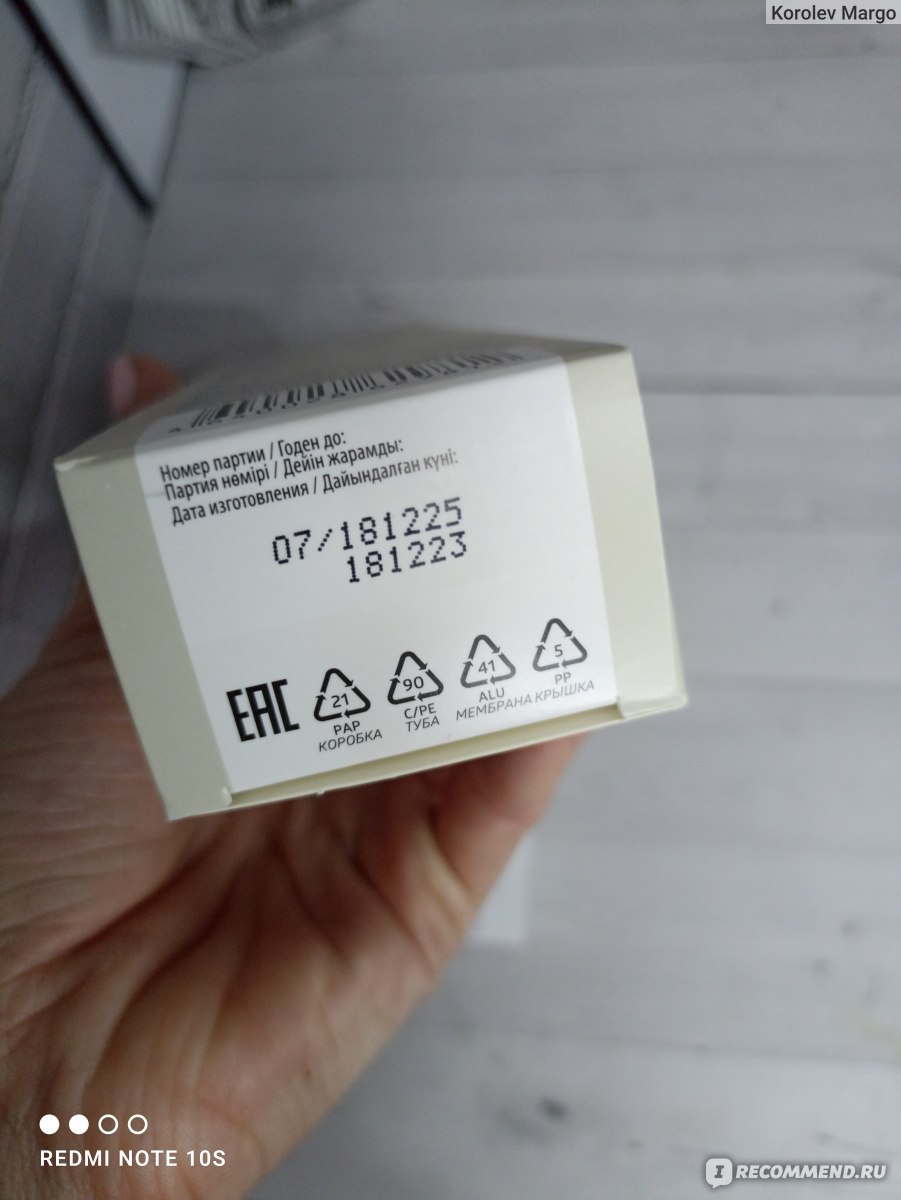 Korolev Margo
Номер партии / Годен до:
Партия нөмірі / Дейін жарамды:
Дата изготовления / Дайындалған күні:
07/181225
181223
EAC
21
PAP
КОРОБКА
90
C/PE
ТУБА
41
ALU
МЕМБРАНА
5
PP
КРЫШКА
REDMI NOTE 10S
IRECOMMEND.RU